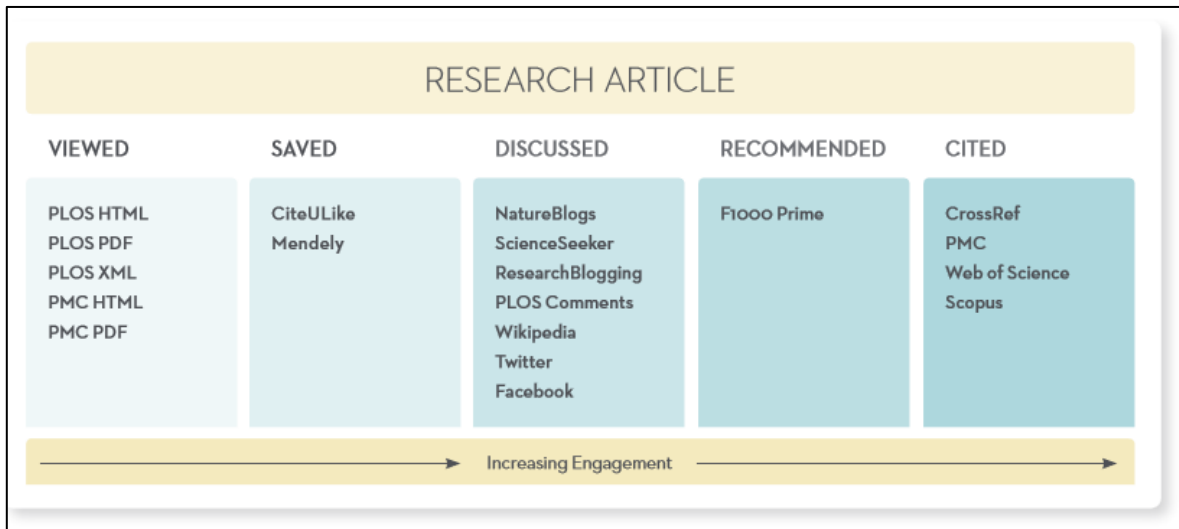 RESEARCH ARTICLE
VIEWED
PLOS HTML
PLOS PDF
PLOS XML
PMC HTML
PMC PDF
SAVED
CiteULike
Mendely
DISCUSSED
NatureBlogs
ScienceSeeker
ResearchBlogging
PLOS Comments
Wikipedia
Twitter
Facebook
RECOMMENDED
F1000 Prime
CITED
CrossRef
PMC
Web of Science
Scopus
Increasing Engagement